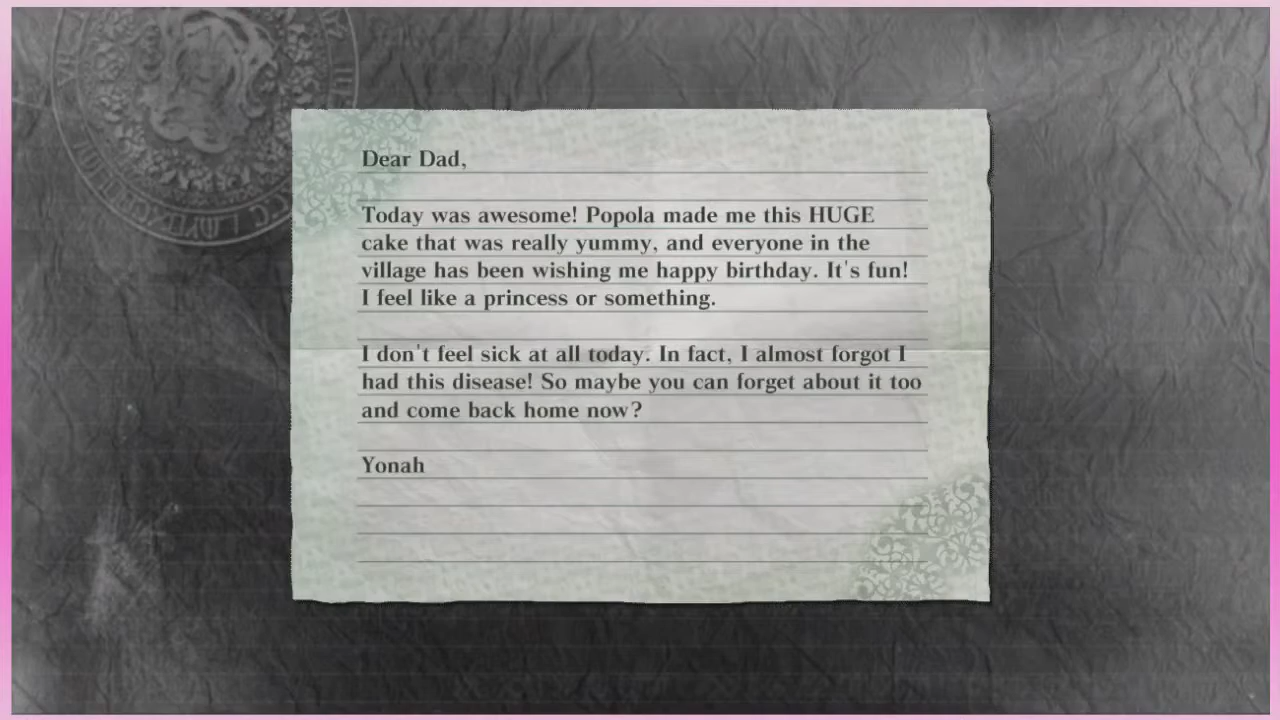 Dear Dad,
Today was awesome! Popola made me this HUGE
cake that was really yummy, and everyone in the
village has been wishing me happy birthday. It's fun!
I feel like a princess or something.
I don't feel sick at all today. In fact, I almost forgot I
had this disease! So maybe you can forget about it too
and come back home now?
Yonah